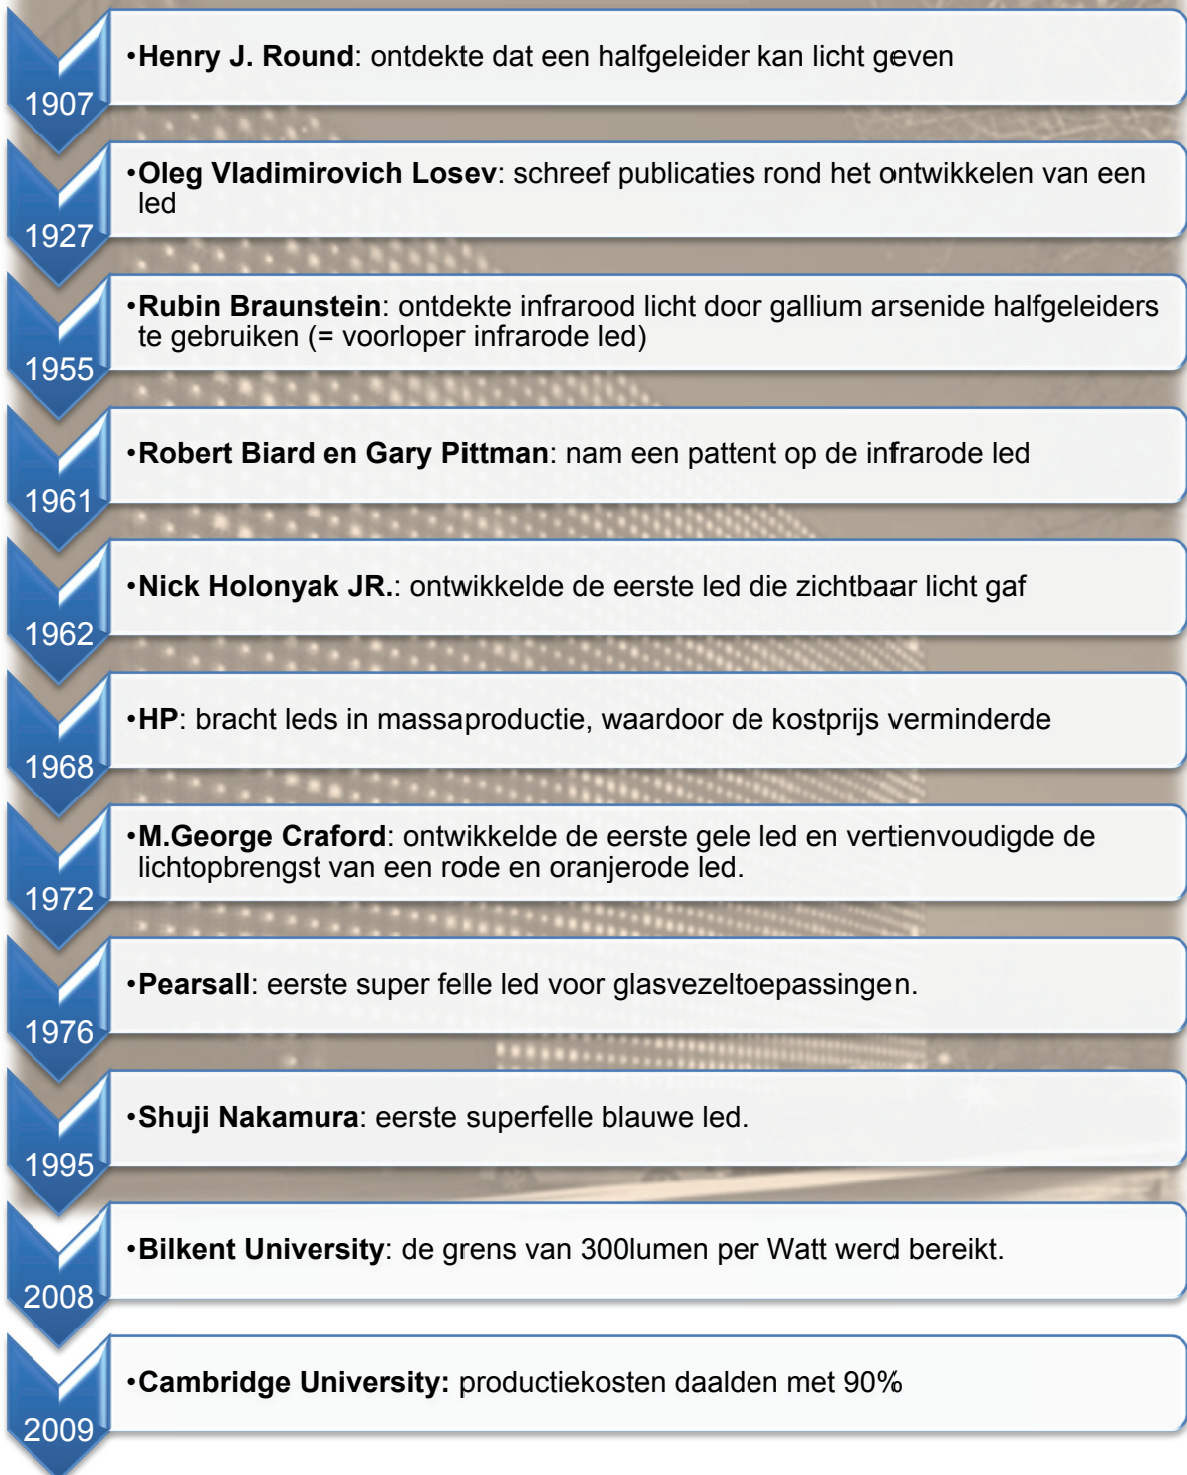 1907
•Henry J. Round: ontdekte dat een halfgeleider kan licht geven
1927
•Oleg Vladimirovich Losev: schreef publicaties rond het ontwikkelen van een
led
1955
•Rubin Braunstein: ontdekte infrarood licht door gallium arsenide halfgeleiders
te gebruiken (= voorloper infrarode led)
1961
•Robert Biard en Gary Pittman: nam een pattent op de infrarode led
1962
•Nick Holonyak JR.: ontwikkelde de eerste led die zichtbaar licht gaf
1968
•HP: bracht leds in massaproductie, waardoor de kostprijs verminderde
1972
•M.George Craford: ontwikkelde de eerste gele led en vertienvoudigde de
lichtopbrengst van een rode en oranjerode led.
1976
•Pearsall: eerste super felle led voor glasvezeltoepassingen.
1995
•Shuji Nakamura: eerste superfelle blauwe led.
2008
•Bilkent University: de grens van 300lumen per Watt werd bereikt.
2009
•Cambridge University: productiekosten daalden met 90%